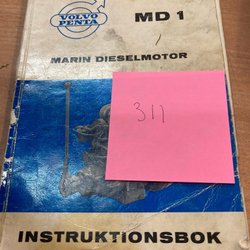 VOLVO
PENTA
MD 1
MARIN DIESELMOTOR
311
INSTRUKTIONSBOK